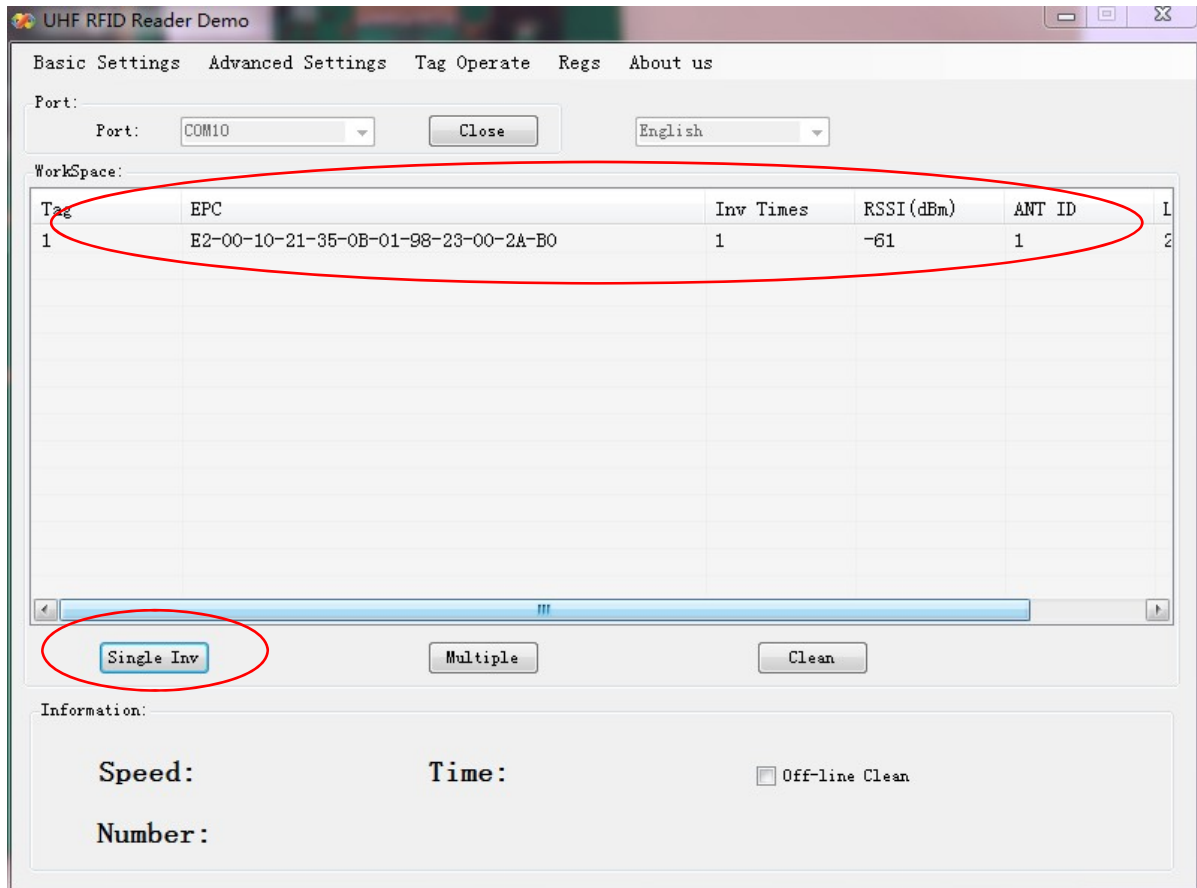 UHF RFID Reader Demo
Basic Settings Advanced Settings Tag Operate Regs About us
Port:
Port: COM10 Close English
WorkSpace:
Tag EPC Inv Times RSSI(dBm) ANT ID L
1 E2-00-10-21-35-0B-01-98-23-00-2A-B0 1 -61 1 2
Single Inv Multiple Clean
Information:
Speed: Time: Off-line Clean
Number: